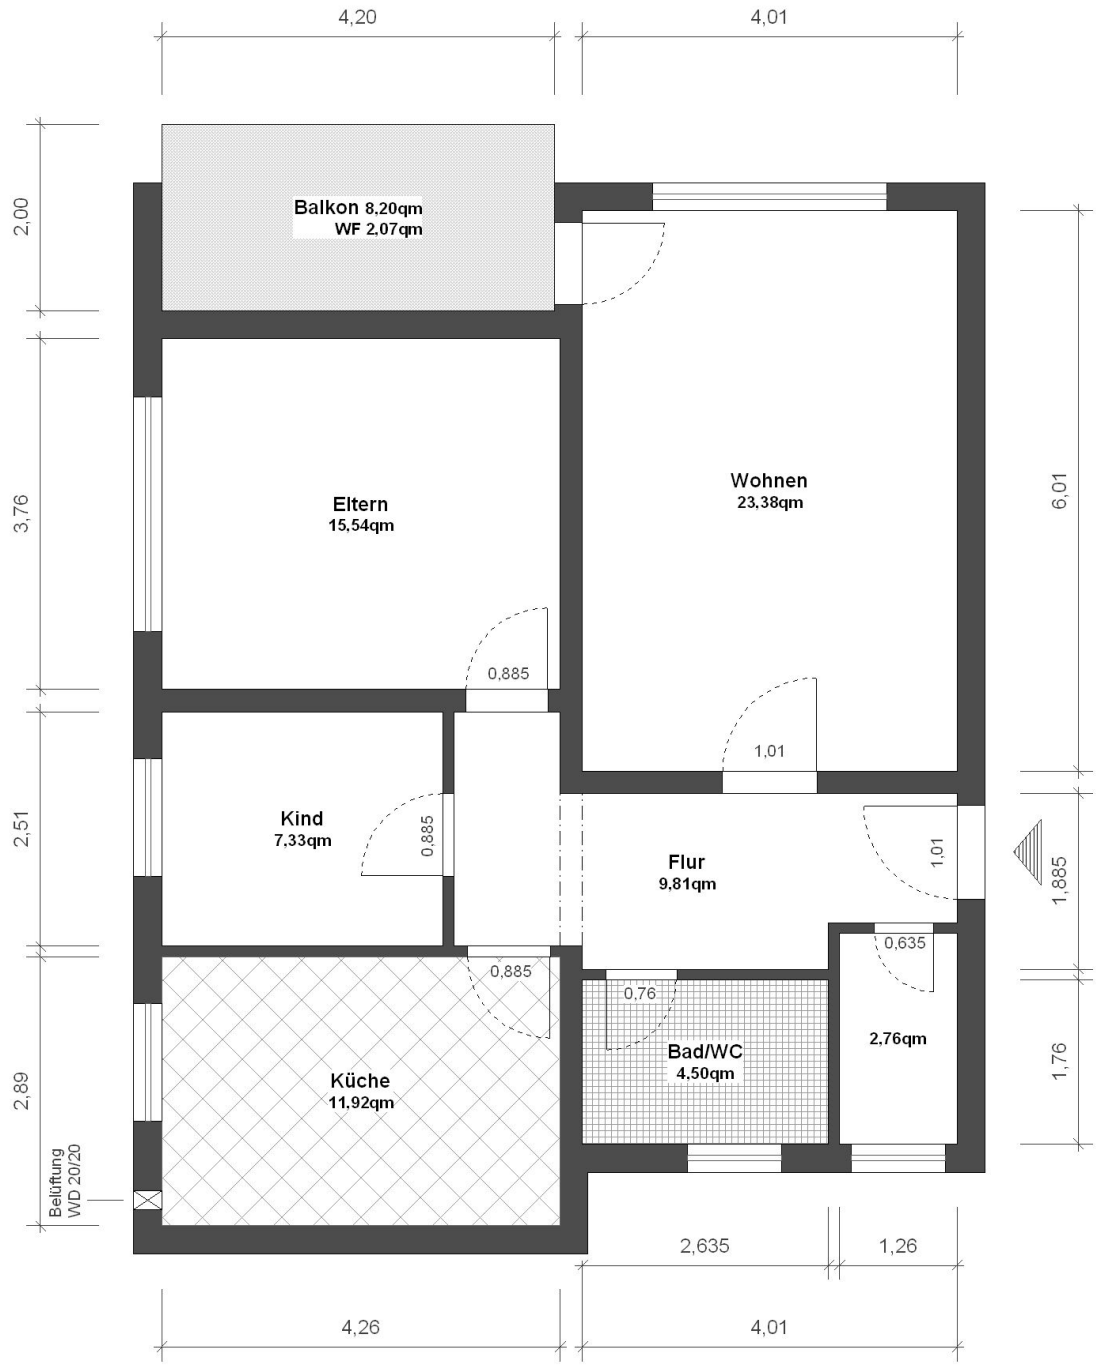 4,20
4,01
2,00
Balkon 8,20qm
WF 2,07qm
3,76
Eltern
15,54qm
Wohnen
23,38qm
6,01
0,885
1,01
2,51
Kind
7,33qm
0,885
Flur
9,81qm
1,01
1,885
0,885
0,76
0,635
2,89
Küche
11,92qm
Bad/WC
4,50qm
2,76qm
1,76
Belüftung
WD 20/20
2,635
1,26
4,26
4,01